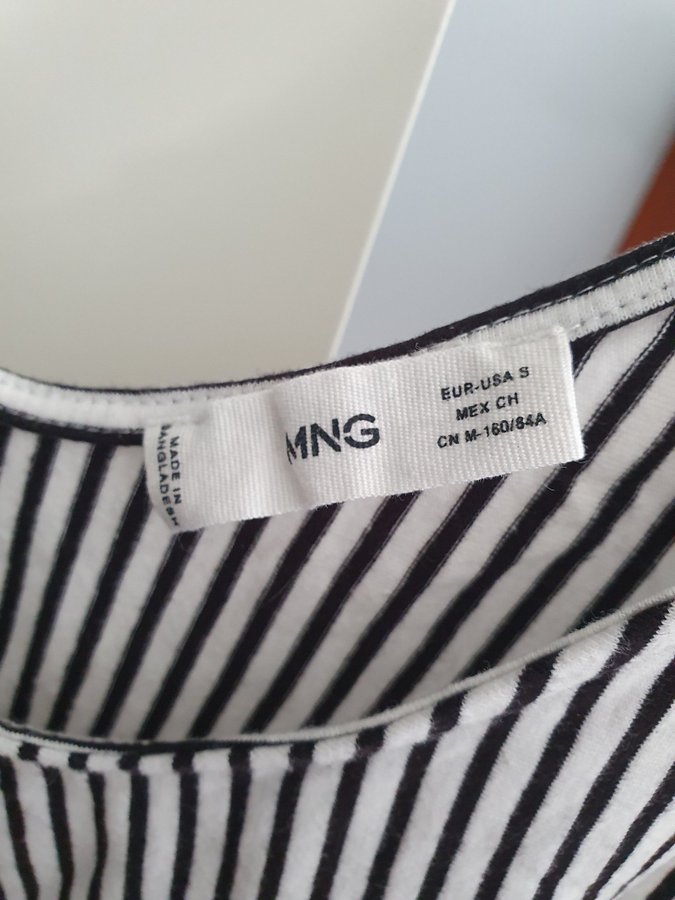 MADE IN
BANGLADESH
MNG
EUR-USA S
MEX CH
CN M-160/84A